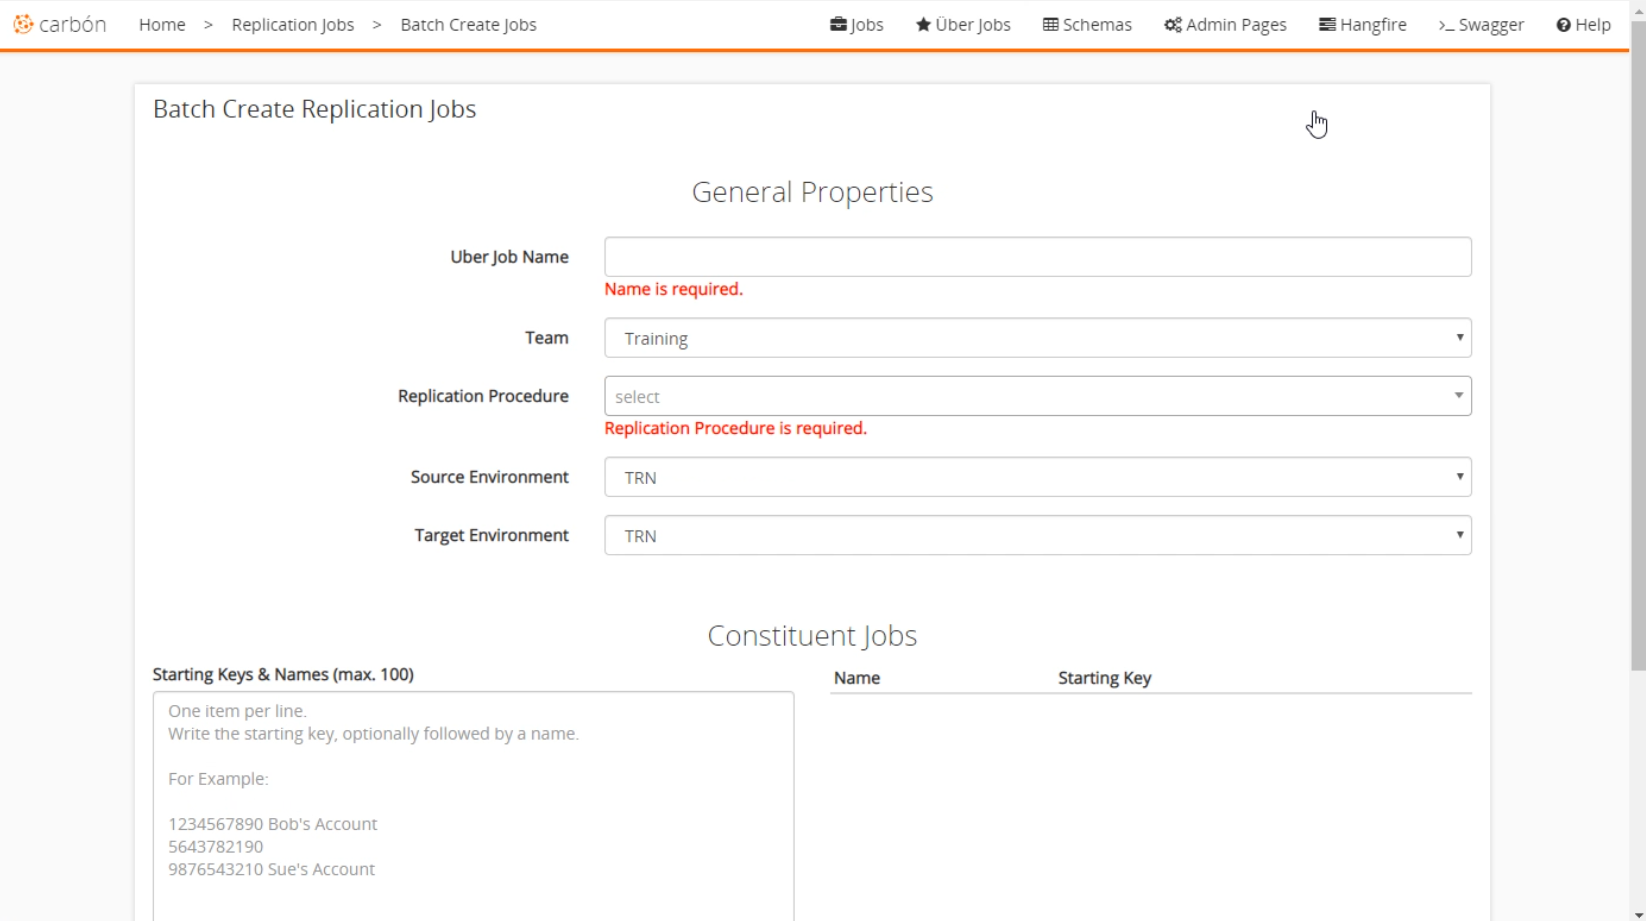 carbón Home > Replication Jobs > Batch Create Jobs Jobs Über Jobs Schemas Admin Pages Hangfire >_ Swagger Help
Batch Create Replication Jobs
General Properties
Uber Job Name
Name is required.
Team Training
Replication Procedure select
Replication Procedure is required.
Source Environment TRN
Target Environment TRN
Constituent Jobs
Starting Keys & Names (max. 100)
Name Starting Key
One item per line.
Write the starting key, optionally followed by a name.
For Example:
1234567890 Bob's Account
5643782190
9876543210 Sue's Account